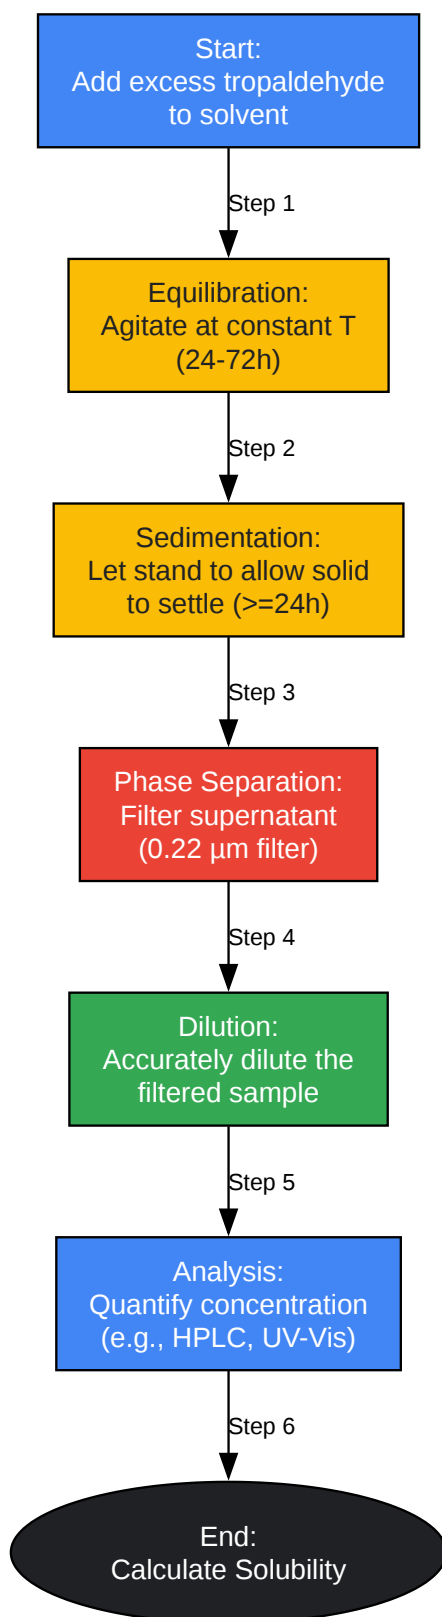 Start:
Add excess tropaldehyde
to solvent
Step 1
Equilibration:
Agitate at constant T
(24-72h)
Step 2
Sedimentation:
Let stand to allow solid
to settle (>=24h)
Step 3
Phase Separation:
Filter supernatant
(0.22 µm filter)
Step 4
Dilution:
Accurately dilute the
filtered sample
Step 5
Analysis:
Quantify concentration
(e.g., HPLC, UV-Vis)
Step 6
End:
Calculate Solubility